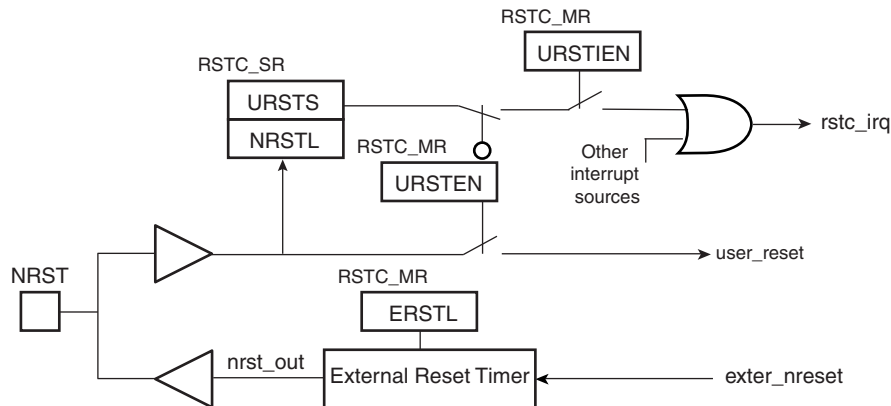 RSTC_MR
URSTIEN
RSTC_SR
URSTS
NRSTL
rstc_irq
RSTC_MR
URSTEN
Other
interrupt
sources
user_reset
NRST
RSTC_MR
ERSTL
nrst_out
External Reset Timer
exter_nreset